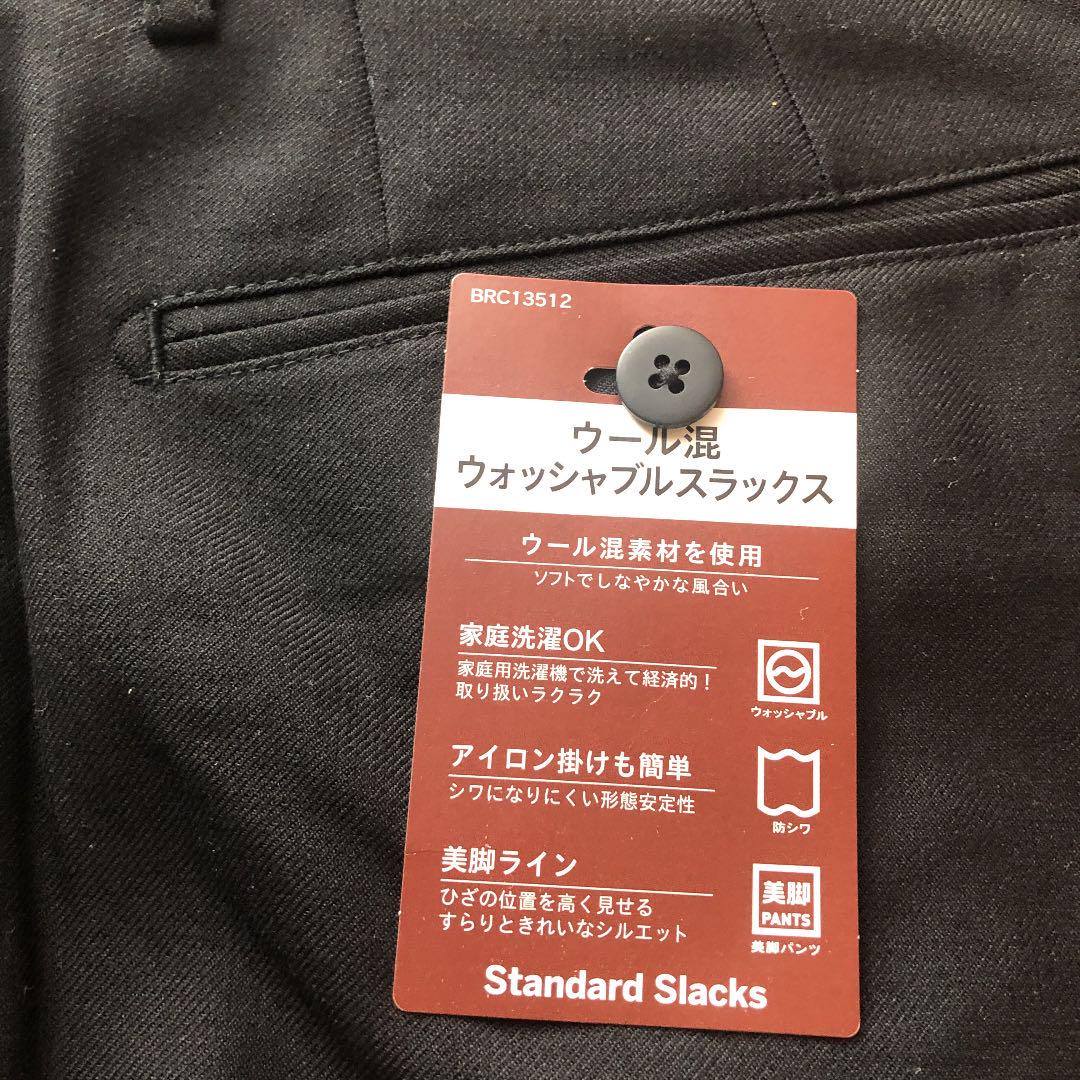 BRC13512
ウール混
ウォッシャブルスラックス
ウール混素材を使用
ソフトでしなやかな風合い
家庭洗濯OK
家庭用洗濯機で洗えて経済的！
取り扱いラクラク
ウォッシャブル
アイロン掛けも簡単
シワになりにくい形態安定性
防シワ
美脚ライン
ひざの位置を高く見せる
すらりときれいなシルエット
美脚
PANTS
美脚パンツ
Standard Slacks